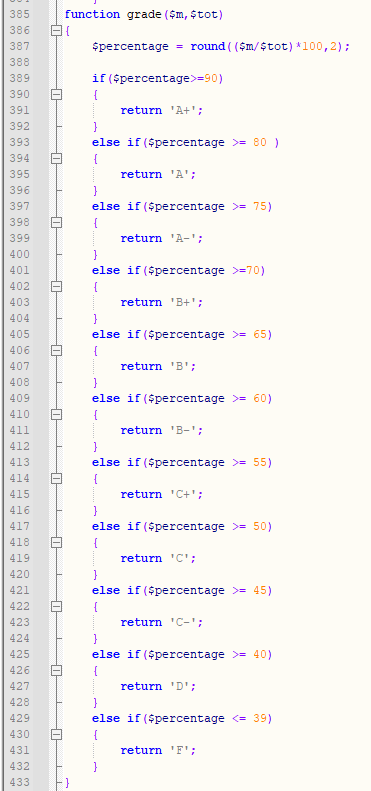 385 function grade($m,$tot)
386 {
387 $percentage = round(($m/$tot)*100,2);
388
389 if($percentage>=90)
390 {
391 return 'A+';
392 }
393 else if($percentage >= 80 )
394 {
395 return 'A';
396 }
397 else if($percentage >= 75)
398 {
399 return 'A-';
400 }
401 else if($percentage >=70)
402 {
403 return 'B+';
404 }
405 else if($percentage >= 65)
406 {
407 return 'B';
408 }
409 else if($percentage >= 60)
410 {
411 return 'B-';
412 }
413 else if($percentage >= 55)
414 {
415 return 'C+';
416 }
417 else if($percentage >= 50)
418 {
419 return 'C';
420 }
421 else if($percentage >= 45)
422 {
423 return 'C-';
424 }
425 else if($percentage >= 40)
426 {
427 return 'D';
428 }
429 else if($percentage <= 39)
430 {
431 return 'F';
432 }
433 }